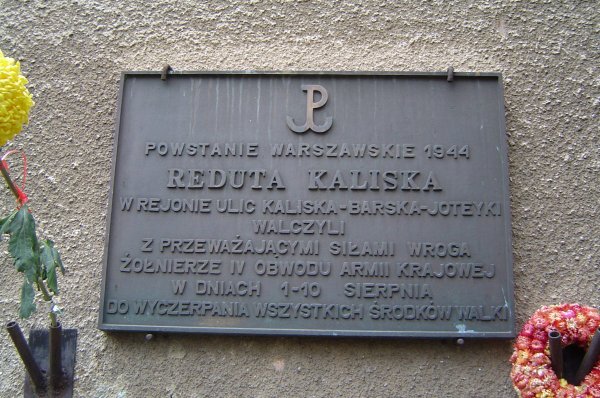 POWSTANIE WARSZAWSKIE 1944
REDUTA KALISKA
W REJONIE ULIC KALISKA-BARSKA-JOTEYKI
WALCZYLI
Z PRZEWAŻAJĄCYMI SIŁAMI WROGA
ŻOŁNIERZE IV OBWODU ARMII KRAJOWEJ
W DNIACH 1-10 SIERPNIA
DO WYCZERPANIA WSZYSTKICH ŚRODKÓW WALKI